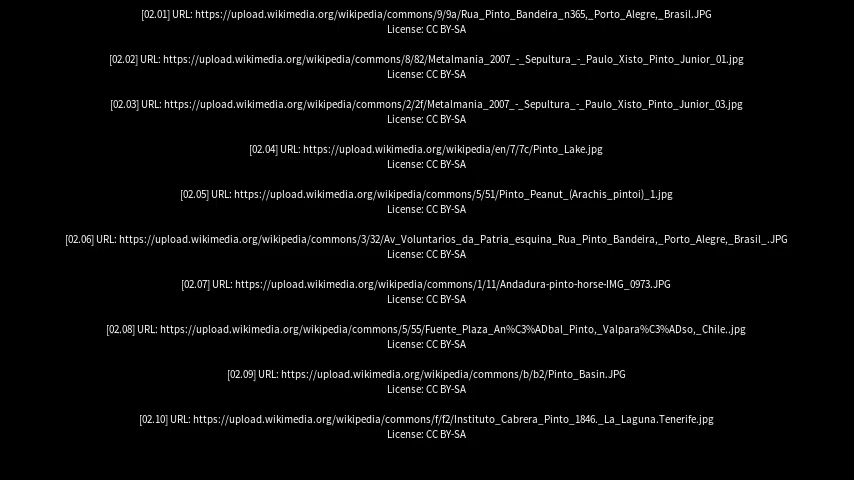 [02.01] URL: https://upload.wikimedia.org/wikipedia/commons/9/9a/Rua_Pinto_Bandeira_n365,_Porto_Alegre,_Brasil.JPG
License: CC BY-SA
[02.02] URL: https://upload.wikimedia.org/wikipedia/commons/8/82/Metalmania_2007_-_Sepultura_-_Paulo_Xisto_Pinto_Junior_01.jpg
License: CC BY-SA
[02.03] URL: https://upload.wikimedia.org/wikipedia/commons/2/2f/Metalmania_2007_-_Sepultura_-_Paulo_Xisto_Pinto_Junior_03.jpg
License: CC BY-SA
[02.04] URL: https://upload.wikimedia.org/wikipedia/en/7/7c/Pinto_Lake.jpg
License: CC BY-SA
[02.05] URL: https://upload.wikimedia.org/wikipedia/commons/5/51/Pinto_Peanut_(Arachis_pintoi)_1.jpg
License: CC BY-SA
[02.06] URL: https://upload.wikimedia.org/wikipedia/commons/3/32/Av_Voluntarios_da_Patria_esquina_Rua_Pinto_Bandeira,_Porto_Alegre,_Brasil_.JPG
License: CC BY-SA
[02.07] URL: https://upload.wikimedia.org/wikipedia/commons/1/11/Andadura-pinto-horse-IMG_0973.JPG
License: CC BY-SA
[02.08] URL: https://upload.wikimedia.org/wikipedia/commons/5/55/Fuente_Plaza_An%C3%ADbal_Pinto,_Valpara%C3%ADso,_Chile..jpg
License: CC BY-SA
[02.09] URL: https://upload.wikimedia.org/wikipedia/commons/b/b2/Pinto_Basin.JPG
License: CC BY-SA
[02.10] URL: https://upload.wikimedia.org/wikipedia/commons/f/f2/Instituto_Cabrera_Pinto_1846._La_Laguna.Tenerife.jpg
License: CC BY-SA